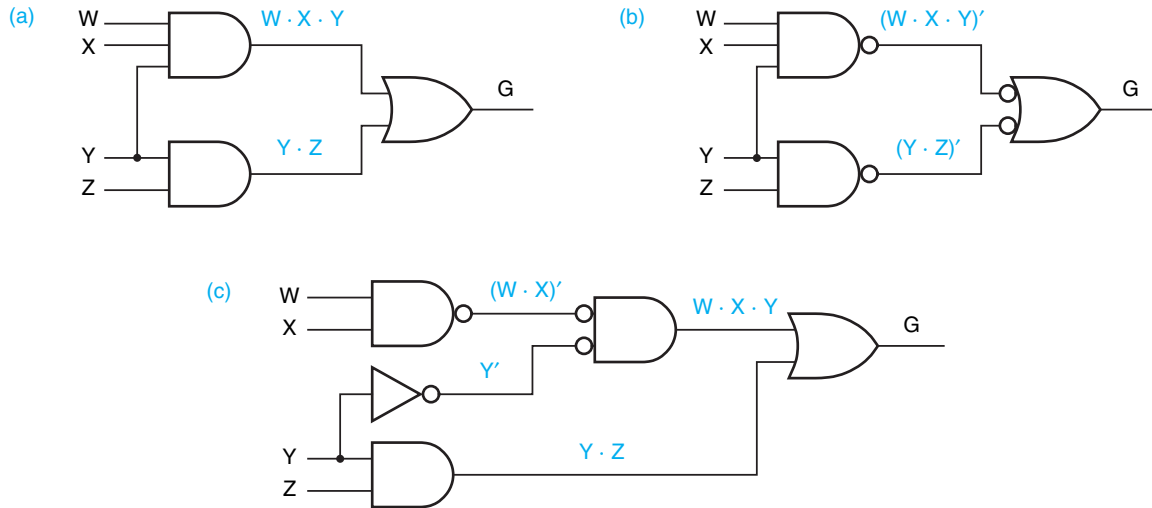 (a)
W
X
W · X · Y
G
Y
Z
Y · Z
(b)
W
X
(W · X · Y)′
G
Y
Z
(Y · Z)′
(c)
W
X
(W · X)′
W · X · Y
G
Y′
Y
Z
Y · Z